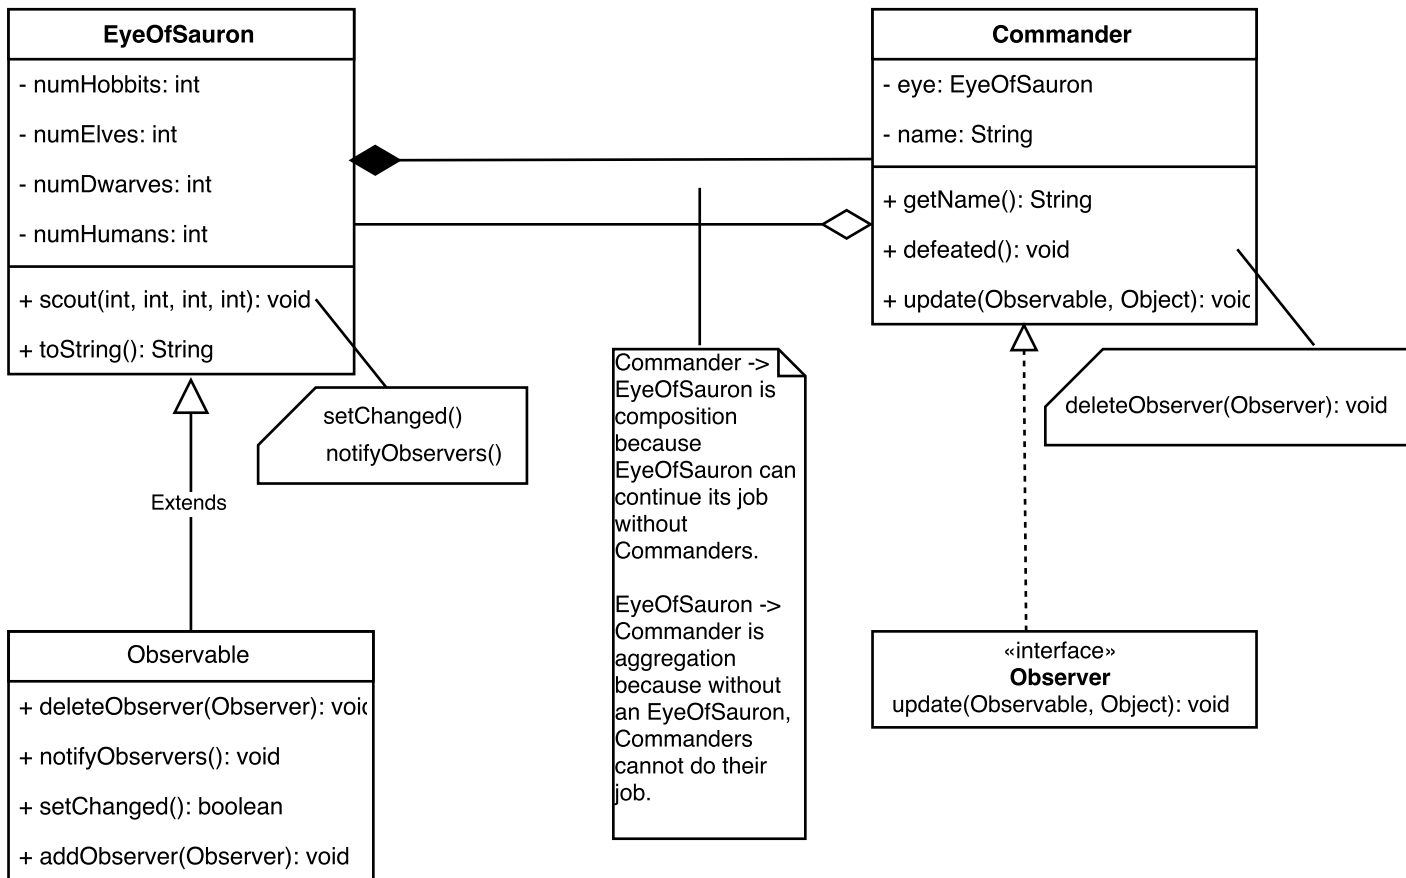 EyeOfSauron
- numHobbits: int
- numElves: int
- numDwarves: int
- numHumans: int
+ scout(int, int, int, int): void
+ toString(): String
Commander
- eye: EyeOfSauron
- name: String
+ getName(): String
+ defeated(): void
+ update(Observable, Object): voic
setChanged()
notifyObservers()
Extends
Commander ->
EyeOfSauron is
composition
because
EyeOfSauron can
continue its job
without
Commanders.
EyeOfSauron ->
Commander is
aggregation
because without
an EyeOfSauron,
Commanders
cannot do their
job.
deleteObserver(Observer): void
Observable
+ deleteObserver(Observer): voic
+ notifyObservers(): void
+ setChanged(): boolean
+ addObserver(Observer): void
«interface»
Observer
update(Observable, Object): void